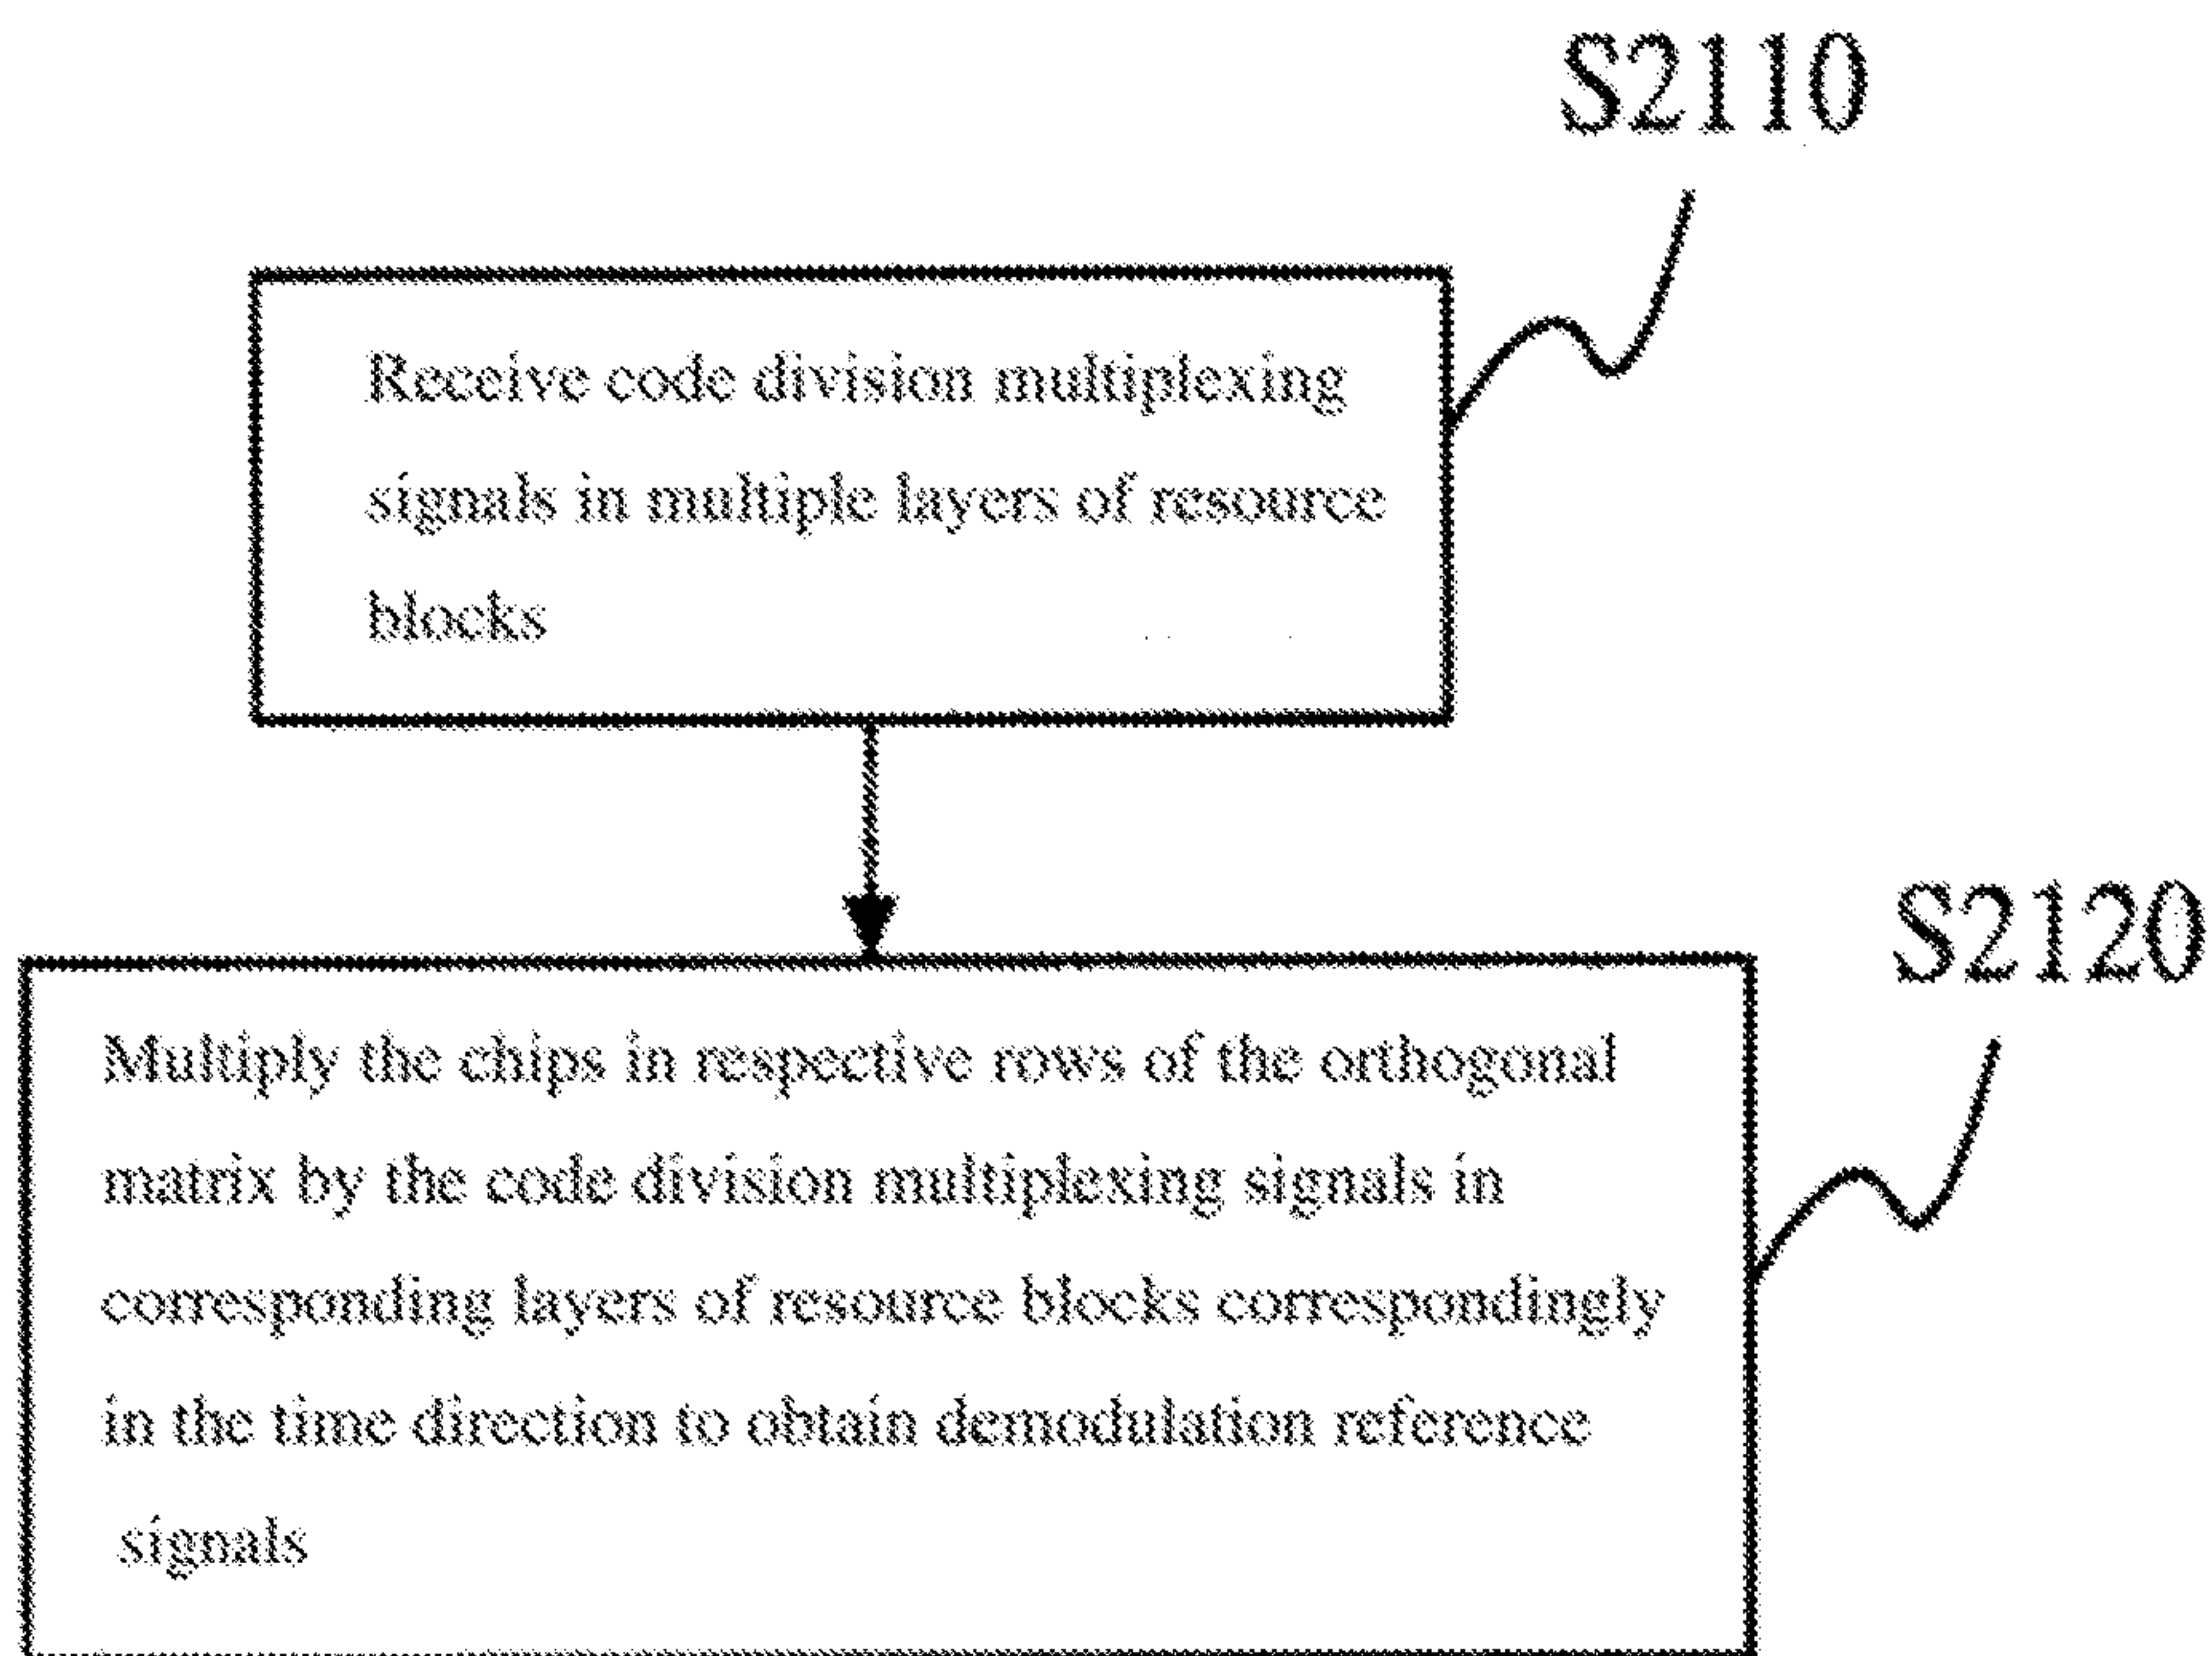 S2110
Receive code division multiplexing
signals in multiple layers of resource
blocks
S2120
Multiply the chips in respective rows of the orthogonal
matrix by the code division multiplexing signals in
corresponding layers of resource blocks correspondingly
in the time direction to obtain demodulation reference
signals